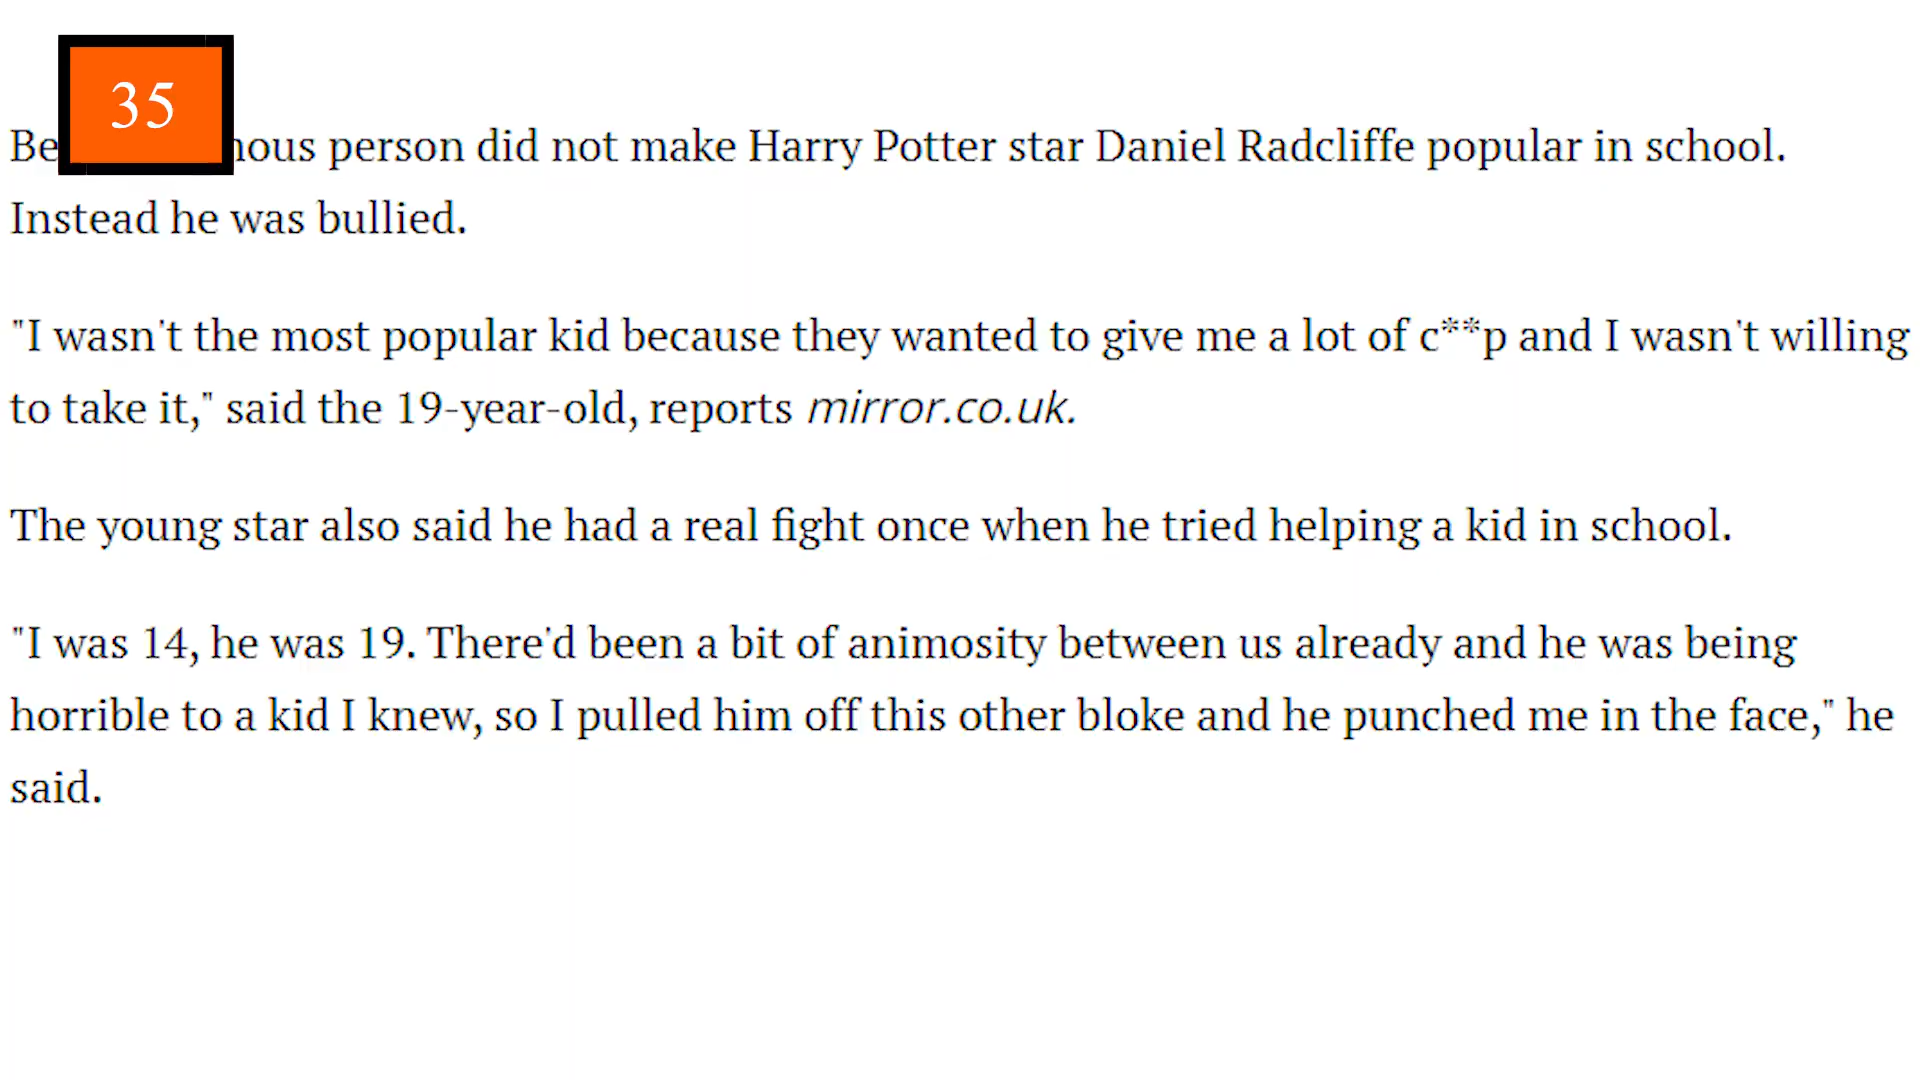 35
Be nous person did not make Harry Potter star Daniel Radcliffe popular in school.
Instead he was bullied.
"I wasn't the most popular kid because they wanted to give me a lot of c**p and I wasn't willing
to take it," said the 19-year-old, reports mirror.co.uk.
The young star also said he had a real fight once when he tried helping a kid in school.
"I was 14, he was 19. There'd been a bit of animosity between us already and he was being
horrible to a kid I knew, so I pulled him off this other bloke and he punched me in the face," he
said.